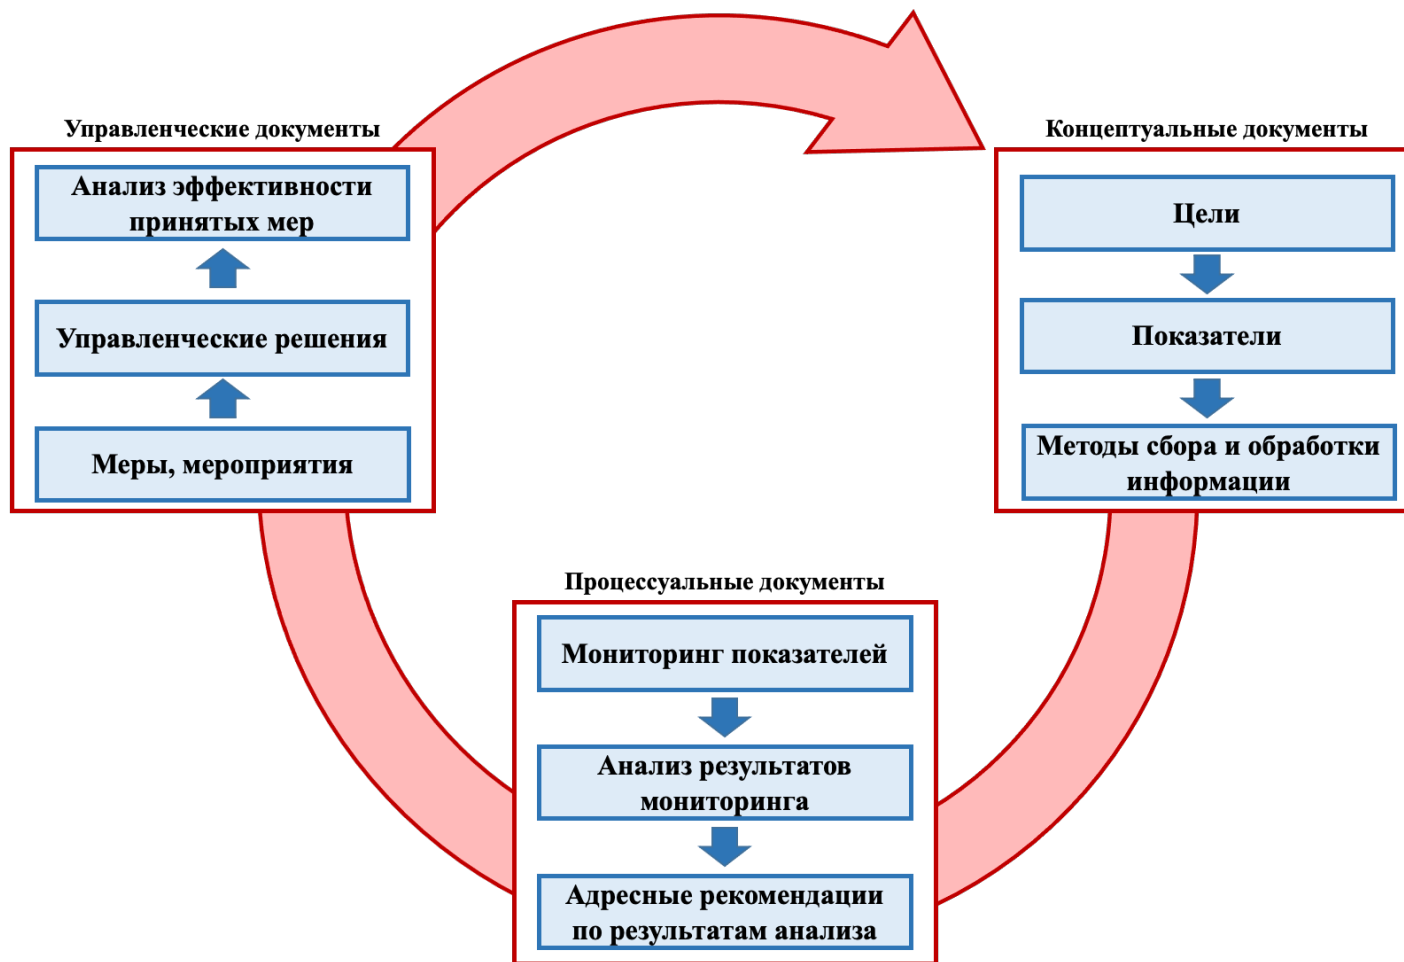 Управленческие документы
Анализ эффективности
принятых мер
Управленческие решения
Меры, мероприятия
Концептуальные документы
Цели
Показатели
Методы сбора и обработки
информации
Процессуальные документы
Мониторинг показателей
Анализ результатов
мониторинга
Адресные рекомендации
по результатам анализа